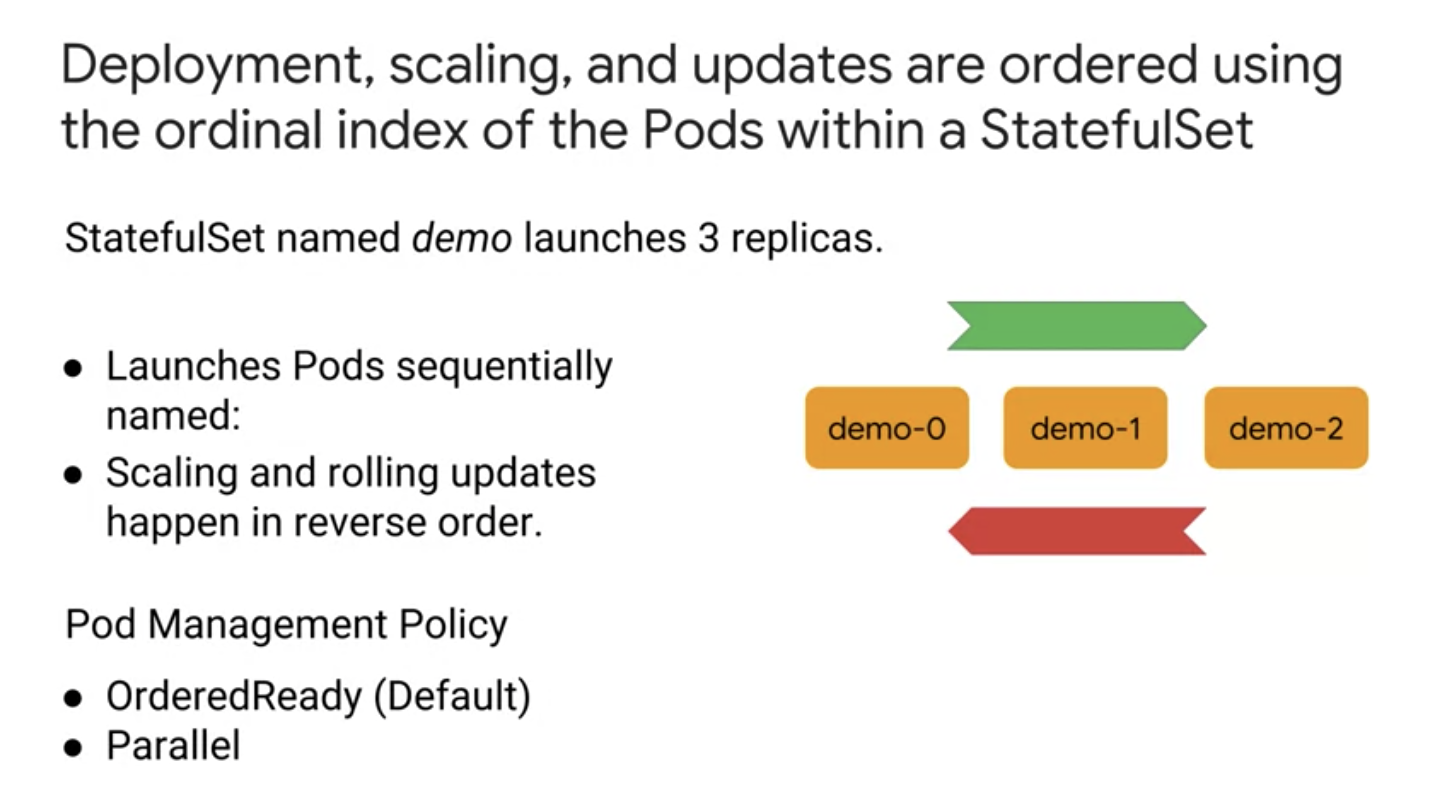 Deployment, scaling, and updates are ordered using
the ordinal index of the Pods within a StatefulSet
StatefulSet named demo launches 3 replicas.
● Launches Pods sequentially
named:
● Scaling and rolling updates
happen in reverse order.
demo-0 demo-1 demo-2
Pod Management Policy
● OrderedReady (Default)
● Parallel